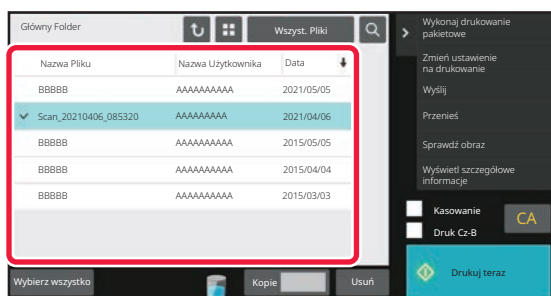 Główny Folder
Wszyst. Pliki
Nazwa Pliku Nazwa Użytkownika Data
BBBBB AAAAAAAAAA 2021/05/05
Scan_20210406_085320 AAAAAAAAA 2021/04/06
BBBBB AAAAAAAAAA 2015/05/05
BBBBB AAAAAAAAAA 2015/04/04
BBBBB AAAAAAAAAA 2015/03/03
Wybierz wszystko
Kopie
Usuń
Wykonaj drukowanie
pakietowe
Zmień ustawienie
na drukowanie
Wyślij
Przenieś
Sprawdź obraz
Wyświetl szczegółowe
informacje
Kasowanie
Druk Cz-B
CA
Drukuj teraz